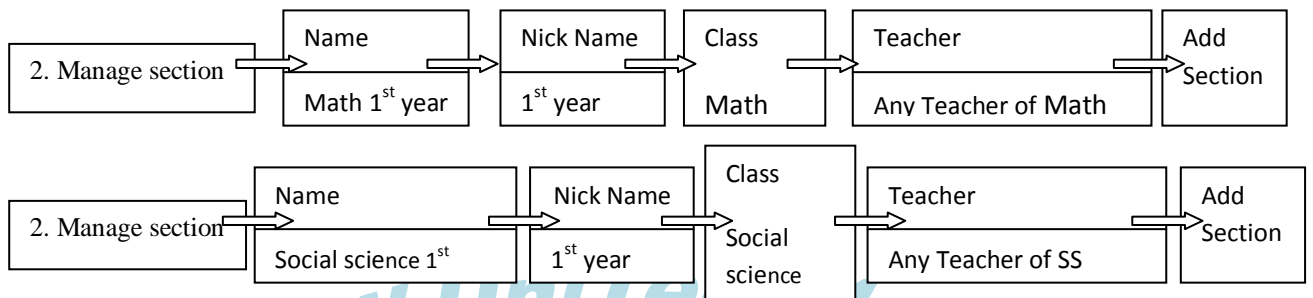 2. Manage section
Name
Math 1st year
Nick Name
1st year
Class
Math
Teacher
Any Teacher of Math
Add
Section
2. Manage section
Name
Social science 1st
Nick Name
1st year
Class
Social
science
Teacher
Any Teacher of SS
Add
Section